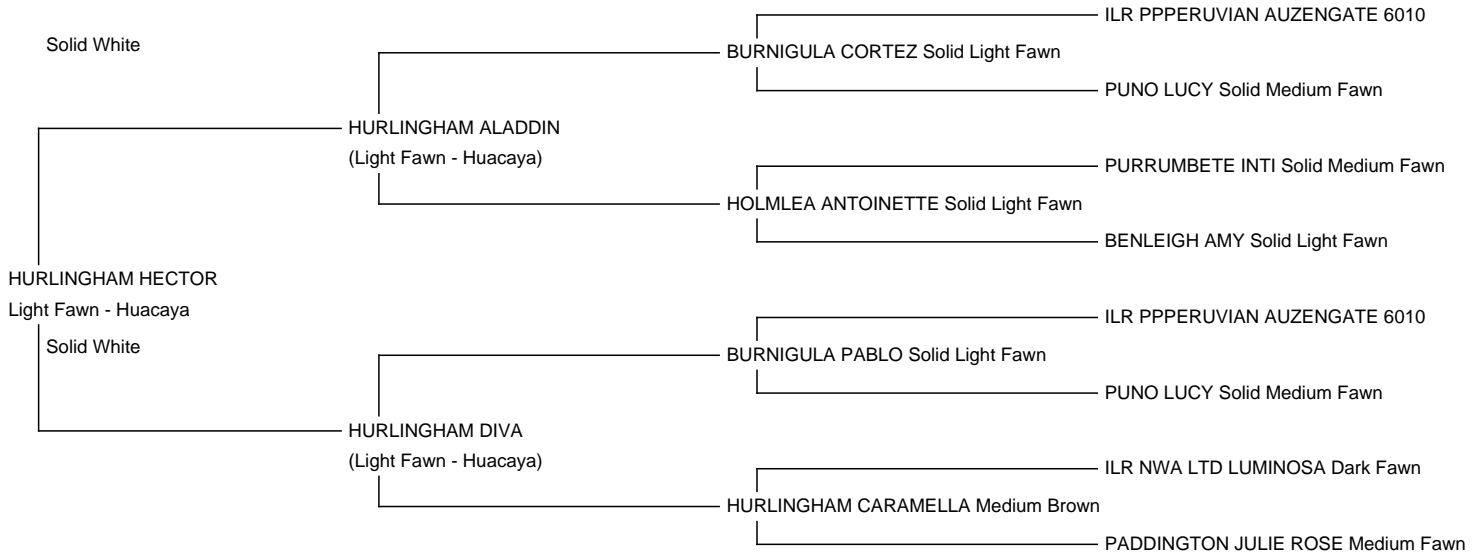 ILR PPPERUVIAN AUZENGATE 6010
Solid White
BURNIGULA CORTEZ Solid Light Fawn
PUNO LUCY Solid Medium Fawn
HURLINGHAM ALADDIN
(Light Fawn - Huacaya)
PURRUMBETE INTI Solid Medium Fawn
HOLMLEA ANTOINETTE Solid Light Fawn
BENLEIGH AMY Solid Light Fawn
HURLINGHAM HECTOR
Light Fawn - Huacaya
ILR PPPERUVIAN AUZENGATE 6010
Solid White
BURNIGULA PABLO Solid Light Fawn
PUNO LUCY Solid Medium Fawn
HURLINGHAM DIVA
(Light Fawn - Huacaya)
ILR NWA LTD LUMINOSA Dark Fawn
HURLINGHAM CARAMELLA Medium Brown
PADDINGTON JULIE ROSE Medium Fawn